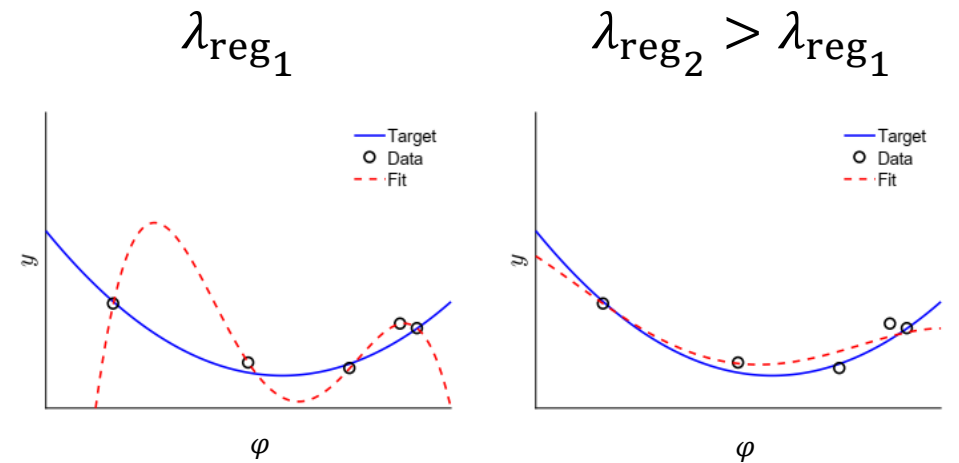 λreg₁
λreg₂ > λreg₁
Target
Data
Fit
y
φ
Target
Data
Fit
y
φ